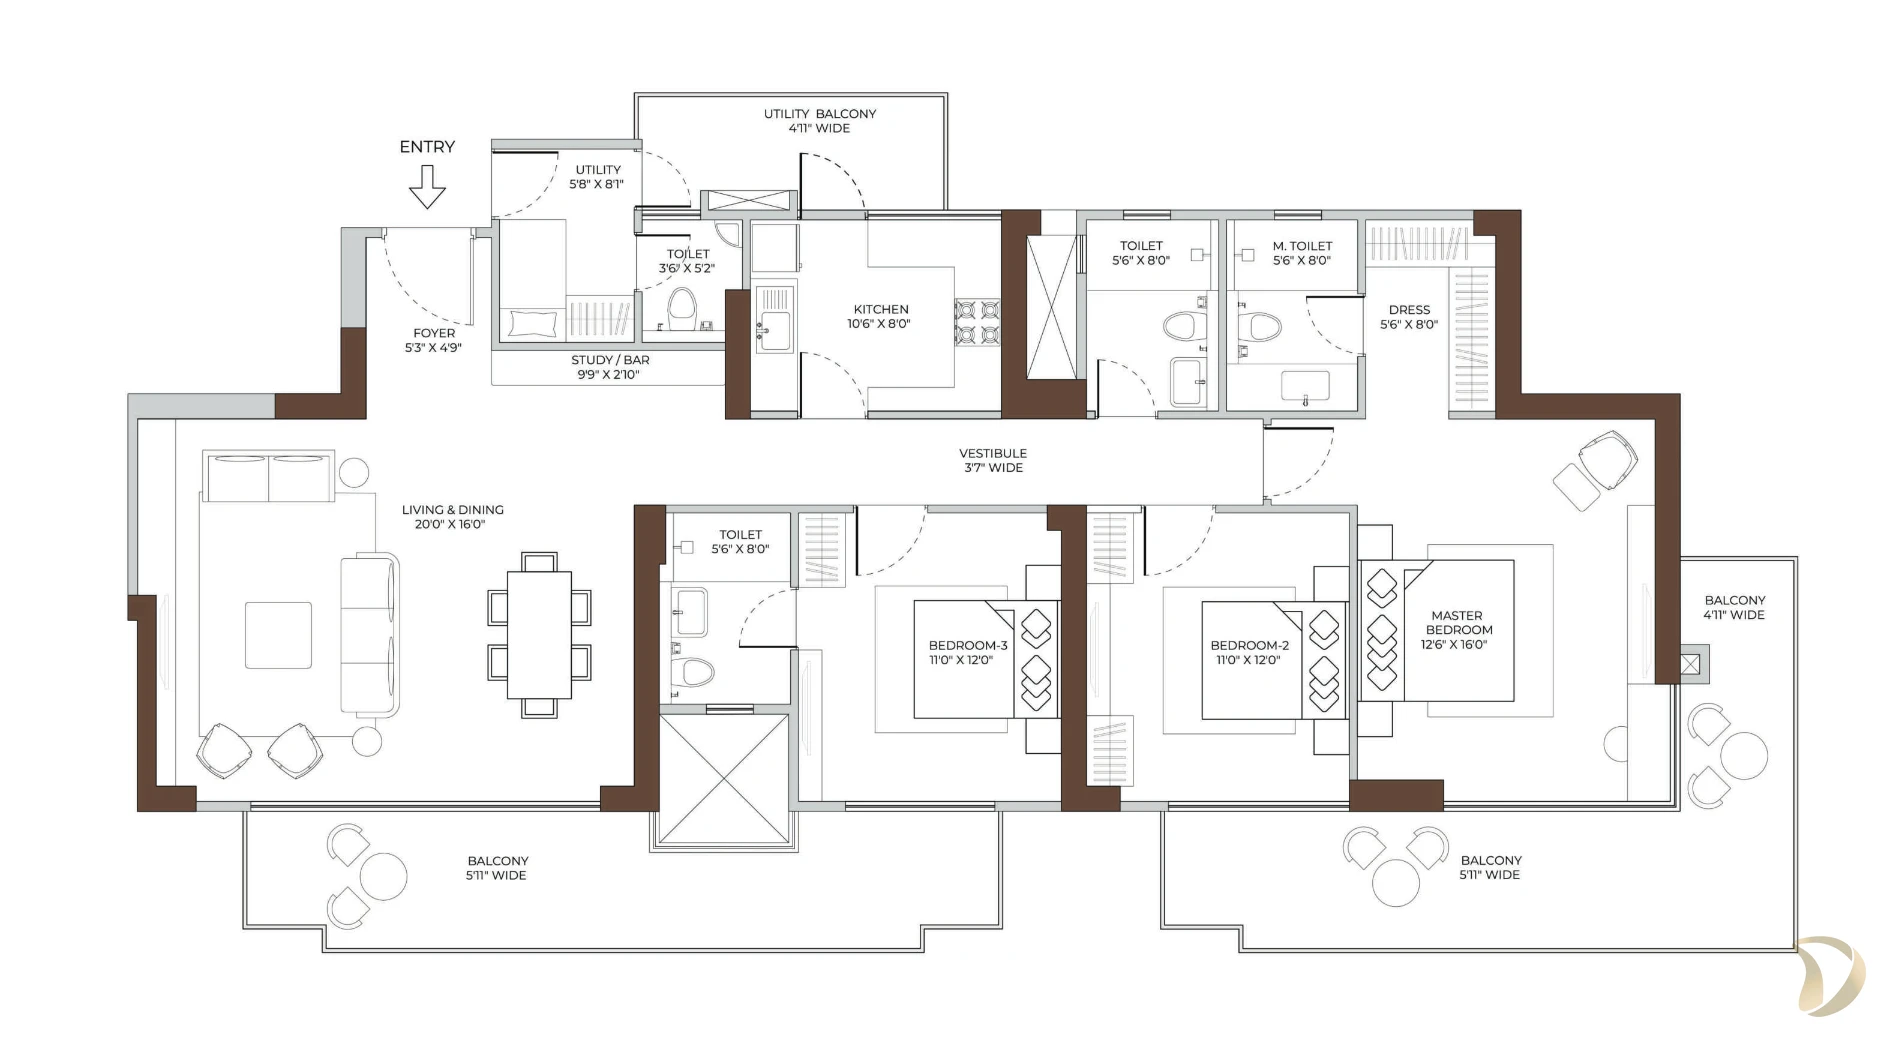 UTILITY BALCONY
4'11" WIDE
ENTRY
UTILITY
5'8" X 8'1"
TOILET
3'6" X 5'2"
TOILET
5'6" X 8'0"
M. TOILET
5'6" X 8'0"
KITCHEN
10'6" X 8'0"
DRESS
5'6" X 8'0"
FOYER
5'3" X 4'9"
STUDY / BAR
9'9" X 2'10"
VESTIBULE
3'7" WIDE
LIVING & DINING
20'0" X 16'0"
TOILET
5'6" X 8'0"
BEDROOM-3
11'0" X 12'0"
BEDROOM-2
11'0" X 12'0"
MASTER
BEDROOM
12'6" X 16'0"
BALCONY
4'11" WIDE
BALCONY
5'11" WIDE
BALCONY
5'11" WIDE